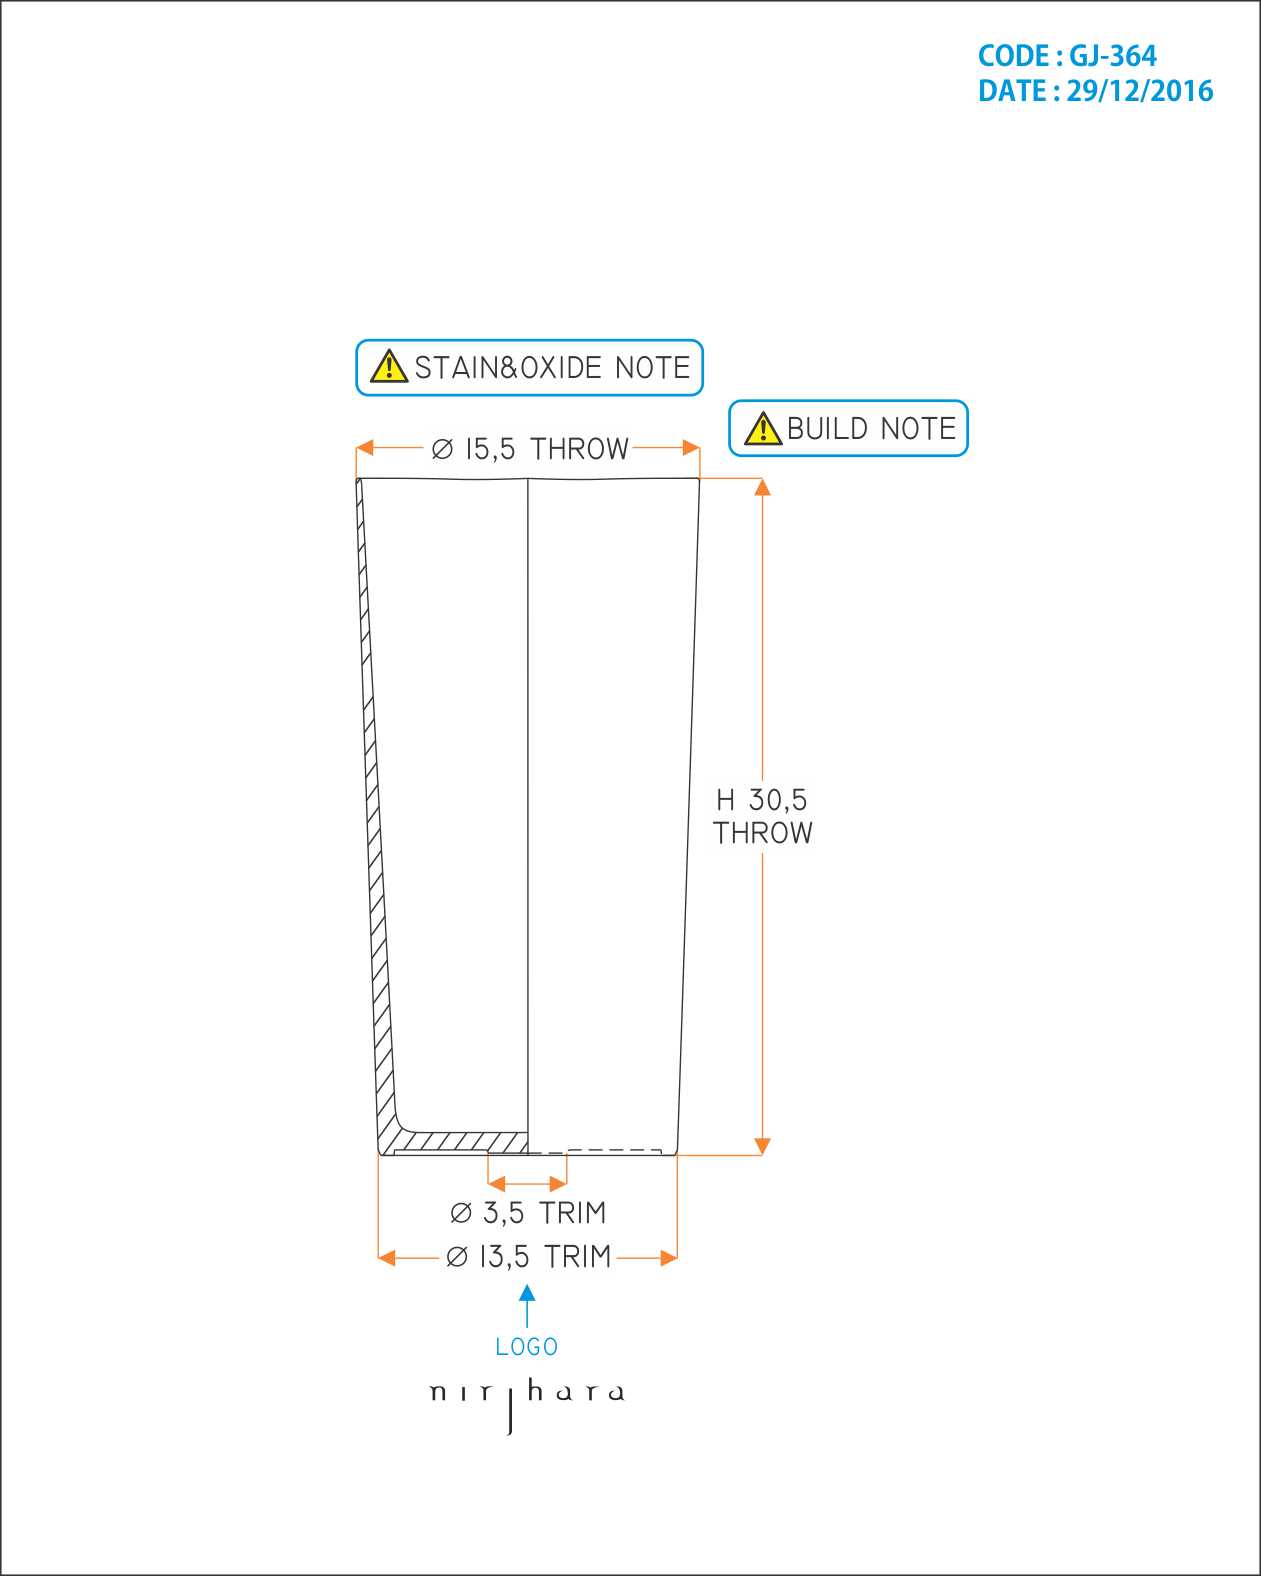 CODE : GJ-364
DATE : 29/12/2016
STAIN&OXIDE NOTE
BUILD NOTE
Ø 15,5 THROW
H 30,5
THROW
Ø 3,5 TRIM
Ø 13,5 TRIM
LOGO
nirjhara